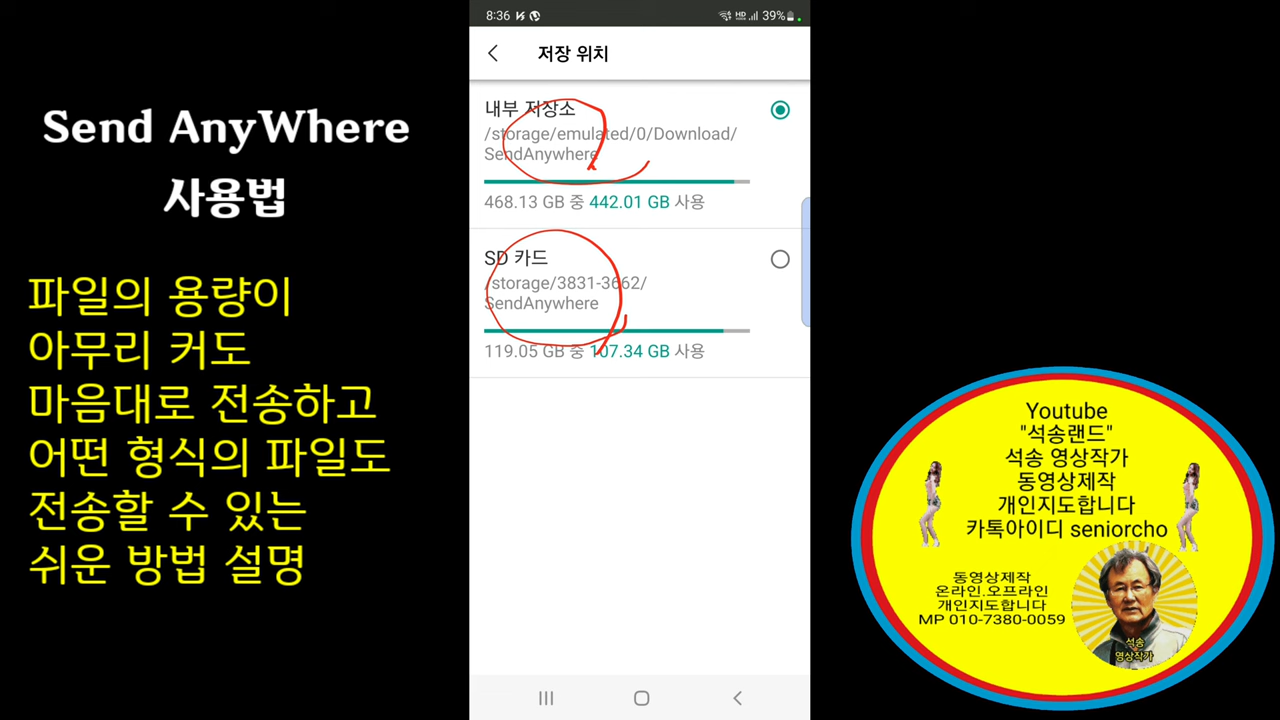 Send AnyWhere
사용법
파일의 용량이
아무리 커도
마음대로 전송하고
어떤 형식의 파일도
전송할 수 있는
쉬운 방법 설명
8:36
HD 39%
저장 위치
내부 저장소
/storage/emulated/0/Download/
SendAnywhere
468.13 GB 중 442.01 GB 사용
SD 카드
/storage/3831-3662/
SendAnywhere
119.05 GB 중 107.34 GB 사용
Youtube
"석송랜드"
석송 영상작가
동영상제작
개인지도합니다
카톡아이디 seniorcho
동영상제작
온라인.오프라인
개인지도합니다
MP 010-7380-0059
석송
영상작가